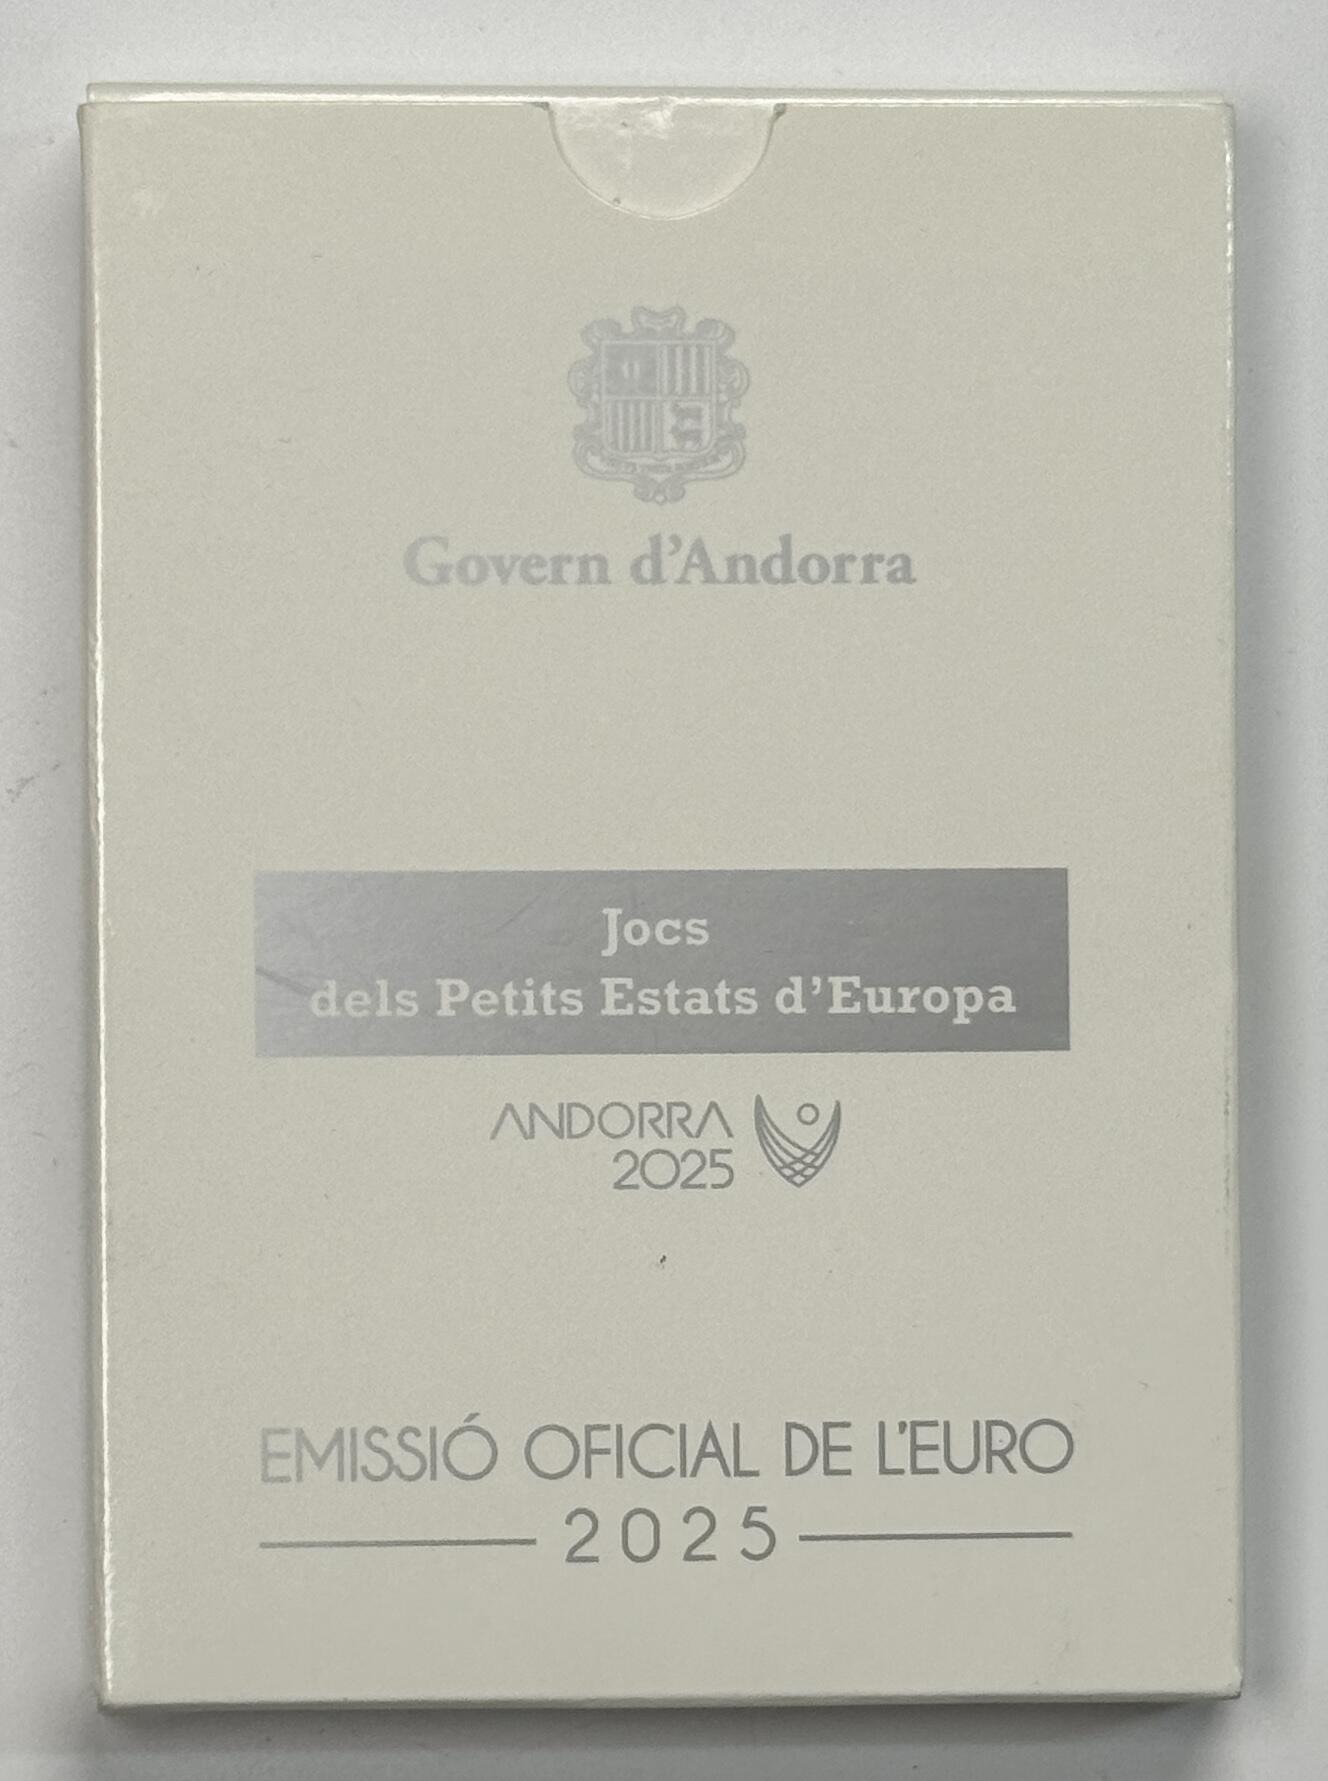 Govern d'Andorra
Jocs
dels Petits Estats d'Europa
ANDORRA
2025
EMISSIÓ OFICIAL DE L'EURO
2025